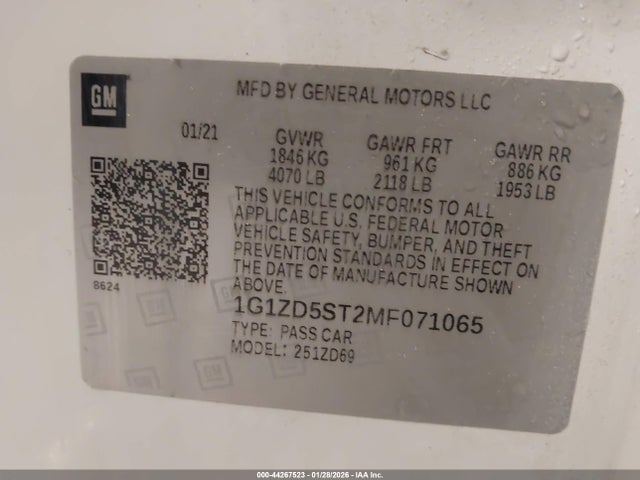 GM
MFD BY GENERAL MOTORS LLC
01/21
GVWR GAWR FRT GAWR RR
1846 KG 961 KG 886 KG
4070 LB 2118 LB 1953 LB
THIS VEHICLE CONFORMS TO ALL
APPLICABLE U.S. FEDERAL MOTOR
VEHICLE SAFETY, BUMPER, AND THEFT
PREVENTION STANDARDS IN EFFECT ON
THE DATE OF MANUFACTURE SHOWN
ABOVE.
8624
1G1ZD5ST2MF071065
TYPE: PASS CAR
MODEL: 251ZD69
GM
000-44267523 | 01/28/2026 - IAA Inc.